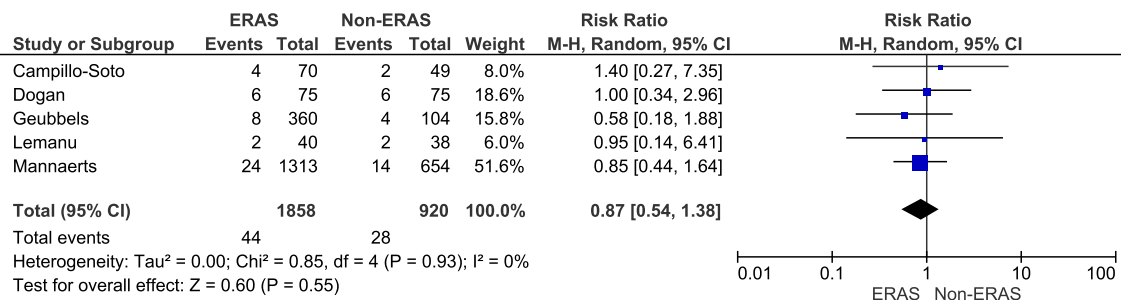 ERAS Non-ERAS Risk Ratio Risk Ratio
Study or Subgroup Events Total Events Total Weight M-H, Random, 95% CI M-H, Random, 95% CI
Campillo-Soto 4 70 2 49 8.0% 1.40 [0.27, 7.35]
Dogan 6 75 6 75 18.6% 1.00 [0.34, 2.96]
Geubbels 8 360 4 104 15.8% 0.58 [0.18, 1.88]
Lemanu 2 40 2 38 6.0% 0.95 [0.14, 6.41]
Mannaerts 24 1313 14 654 51.6% 0.85 [0.44, 1.64]
Total (95% CI) 1858 920 100.0% 0.87 [0.54, 1.38]
Total events 44 28
Heterogeneity: Tau² = 0.00; Chi² = 0.85, df = 4 (P = 0.93); I² = 0%
Test for overall effect: Z = 0.60 (P = 0.55)
0.01 0.1 1 10 100
ERAS Non-ERAS